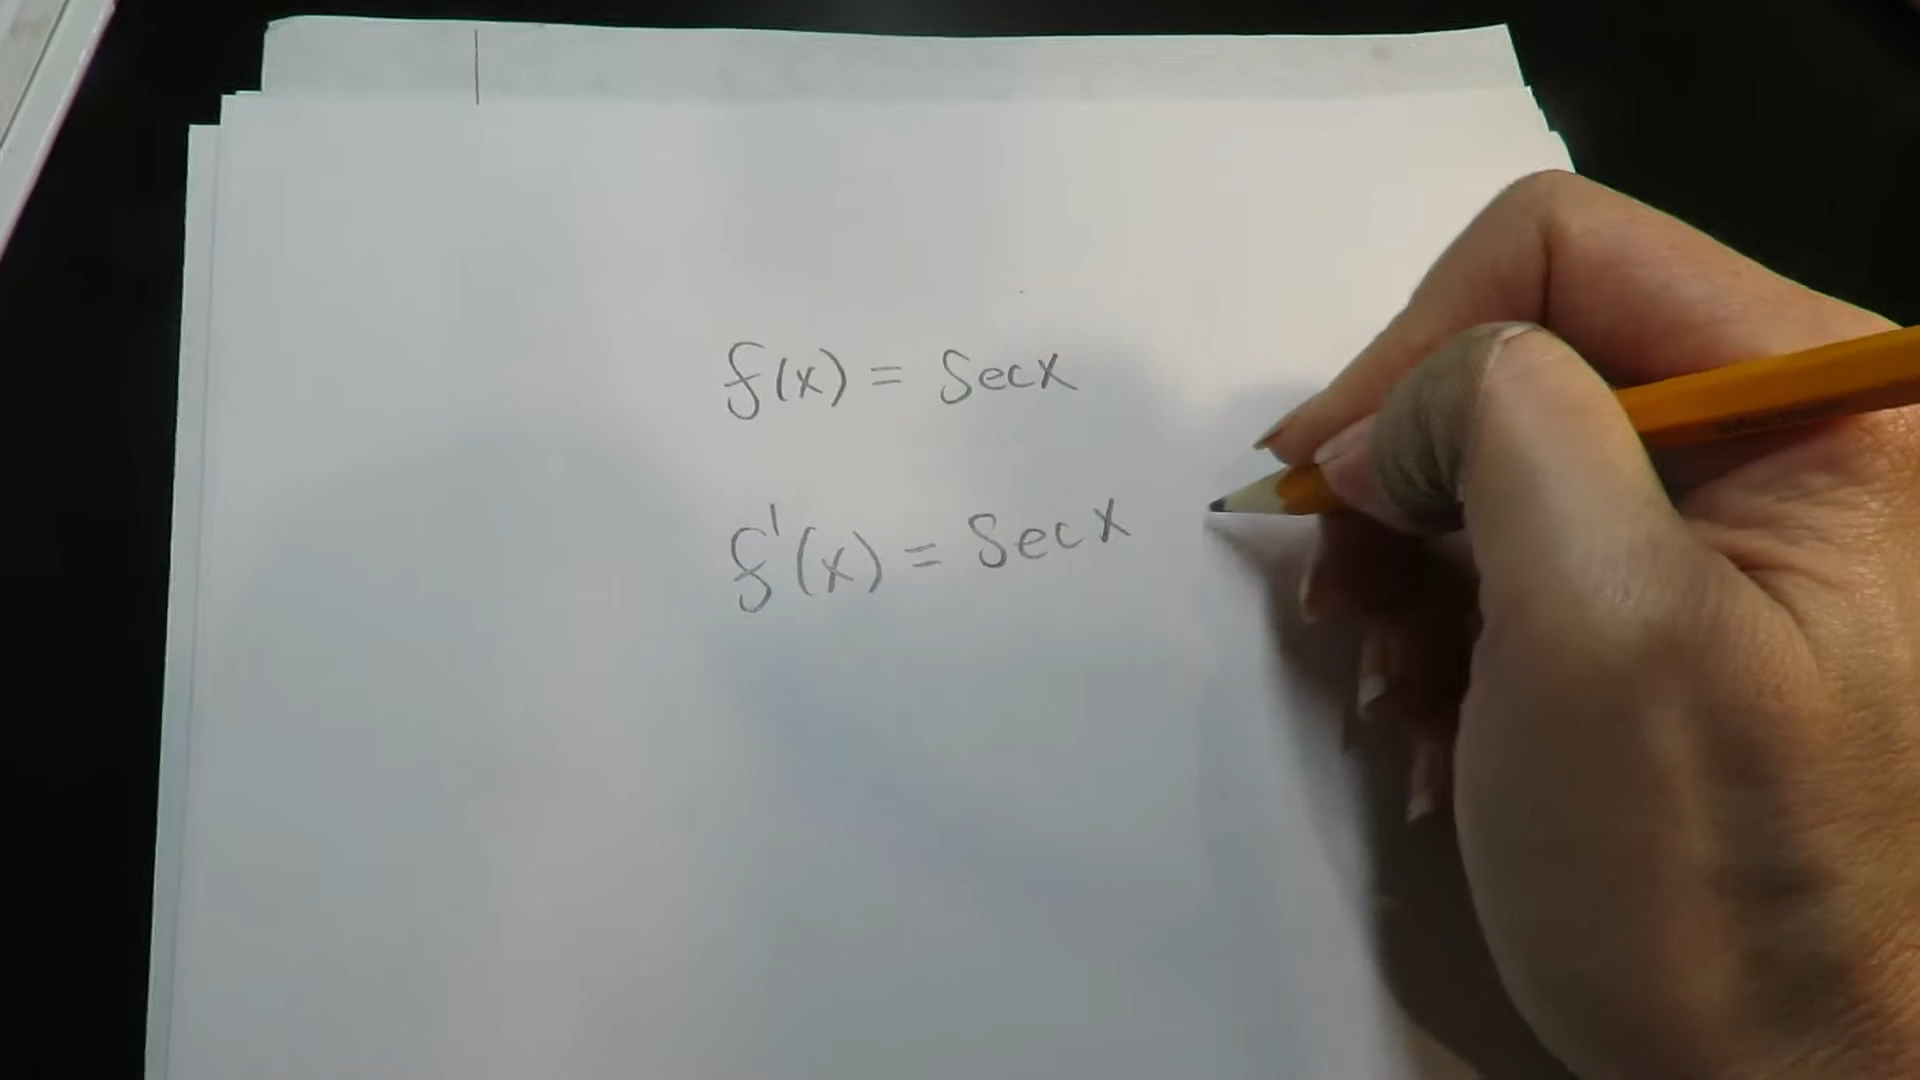 f(x) = Secx
f'(x) = Secx